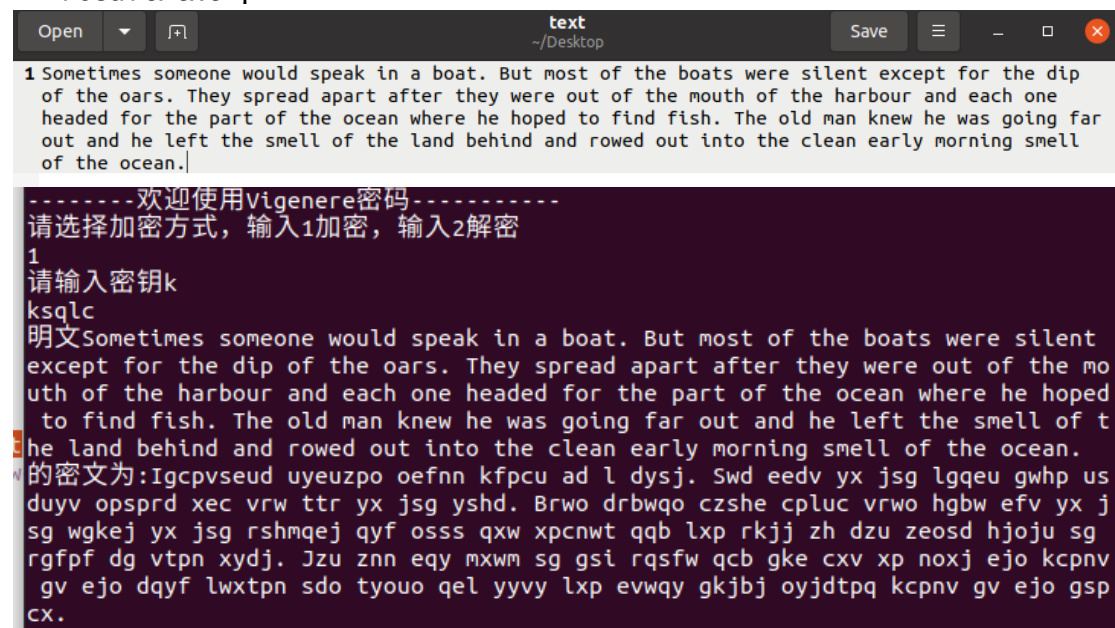 Open
text
~/Desktop
Save
1 Sometimes someone would speak in a boat. But most of the boats were silent except for the dip
of the oars. They spread apart after they were out of the mouth of the harbour and each one
headed for the part of the ocean where he hoped to find fish. The old man knew he was going far
out and he left the smell of the land behind and rowed out into the clean early morning smell
of the ocean.
--------欢迎使用Vigenere密码-----------
请选择加密方式，输入1加密，输入2解密
1
请输入密钥k
ksqlc
明文Sometimes someone would speak in a boat. But most of the boats were silent
except for the dip of the oars. They spread apart after they were out of the mo
uth of the harbour and each one headed for the part of the ocean where he hoped
 to find fish. The old man knew he was going far out and he left the smell of t
he land behind and rowed out into the clean early morning smell of the ocean.
的密文为:Igcpvseud uyeuzpo oefnn kfpcu ad l dysj. Swd eedv yx jsg lgqeu gwhp us
duyv opsprd xec vrw ttr yx jsg yshd. Brwo drbwqo czshe cpluc vrwo hgbw efv yx j
sg wgkej yx jsg rshmqej qyf osss qxw xpcnwt qqb lxp rkjj zh dzu zeosd hjoju sg
rgfpf dg vtpn xydj. Jzu znn eqy mxwm sg gsi rqsfw qcb gke cxv xp noxj ejo kcpnv
 gv ejo dqyf lwxtpn sdo tyouo qel yyvy lxp evwqy gkjbj oyjdtpq kcpnv gv ejo gsp
cx.